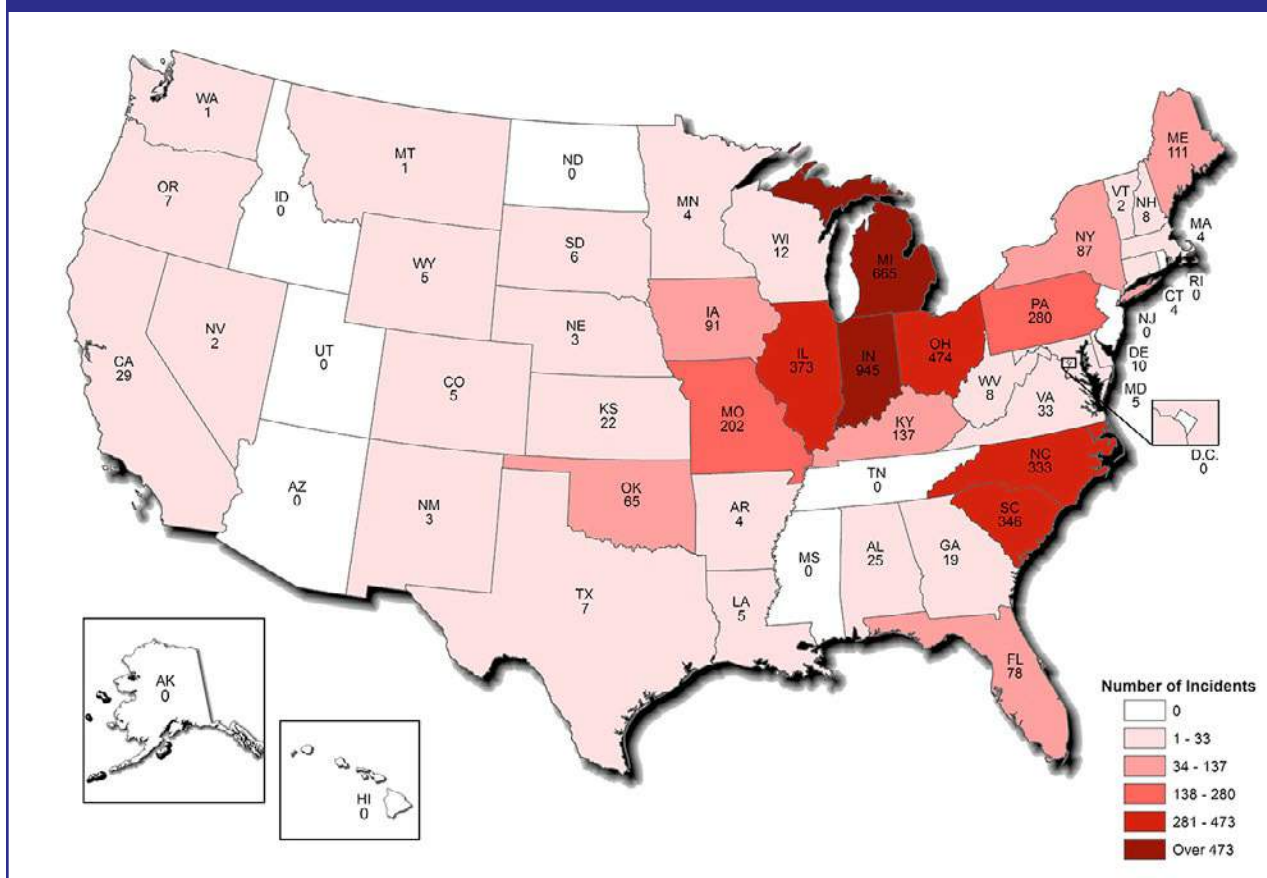 WA
1
MT
1
ND
0
MN
4
ME
111
VT
2
NH
8
MA
4
OR
7
ID
0
SD
6
WI
12
MI
665
NY
87
RI
0
CT
4
WY
5
IA
91
PA
280
NJ
0
NV
2
UT
0
NE
3
IL
373
IN
945
OH
474
DE
10
MD
5
CA
29
CO
5
KS
22
MO
202
KY
137
WV
8
VA
33
D.C.
0
AZ
0
NM
3
OK
65
AR
4
TN
0
NC
333
SC
346
TX
7
LA
5
MS
0
AL
25
GA
19
FL
78
AK
0
HI
0
Number of Incidents
0
1 - 33
34 - 137
138 - 280
281 - 473
Over 473